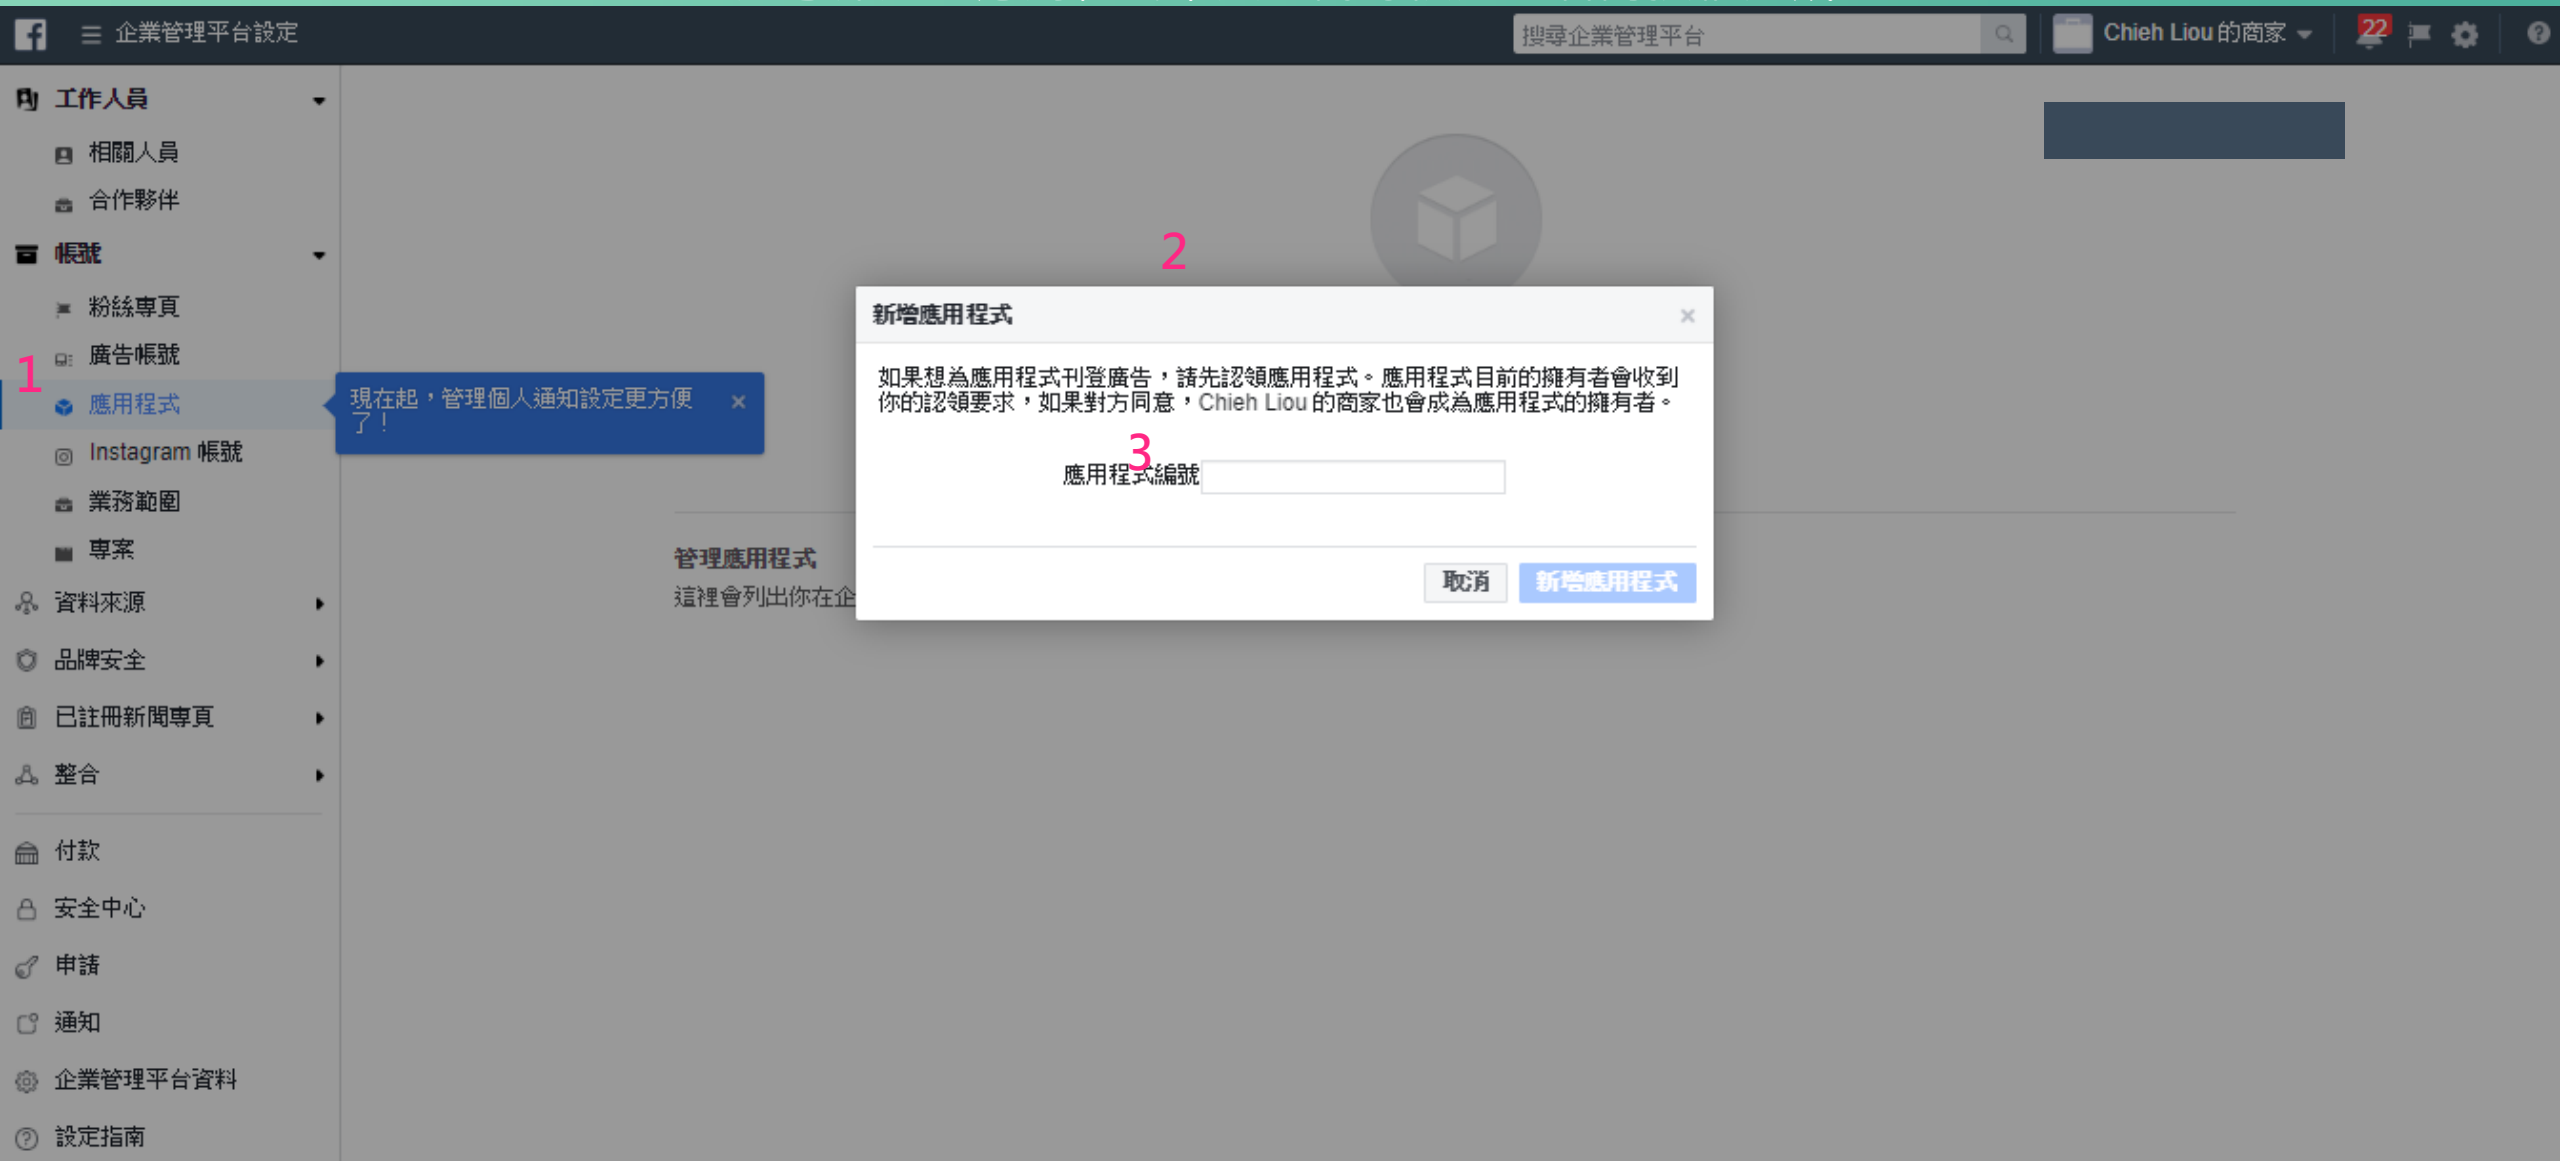 企業管理平台設定
搜尋企業管理平台
Chieh Liou 的商家
22
工作人員
相關人員
合作夥伴
帳號
粉絲專頁
廣告帳號
1
應用程式
Instagram 帳號
業務範圍
專案
資料來源
品牌安全
已註冊新聞專頁
整合
付款
安全中心
申請
通知
企業管理平台資料
設定指南
現在起，管理個人通知設定更方便
了！
2
新增應用程式
如果想為應用程式刊登廣告，請先認領應用程式。應用程式目前的擁有者會收到
你的認領要求，如果對方同意，Chieh Liou 的商家也會成為應用程式的擁有者。
3
應用程式編號
取消
新增應用程式
管理應用程式
這裡會列出你在企